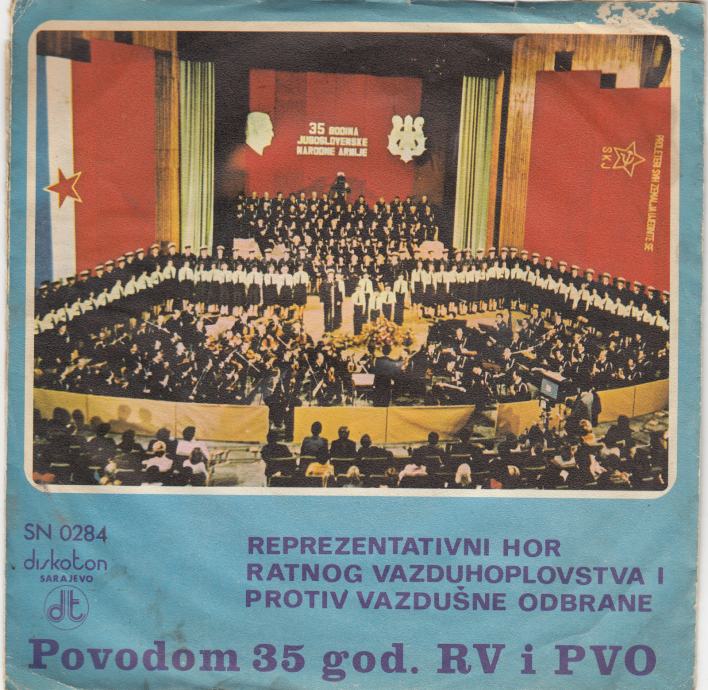 35 GODINA
JUGOSLOVENSKE
NARODNE ARMIJE
SKJ
PROLETERI SVIH ZEMALJA UJEDINITE SE
SN 0284
diskoton
SARAJEVO
dt
REPREZENTATIVNI HOR
RATNOG VAZDUHOPLOVSTVA I
PROTIV VAZDUŠNE ODBRANE
Povodom 35 god. RV i PVO